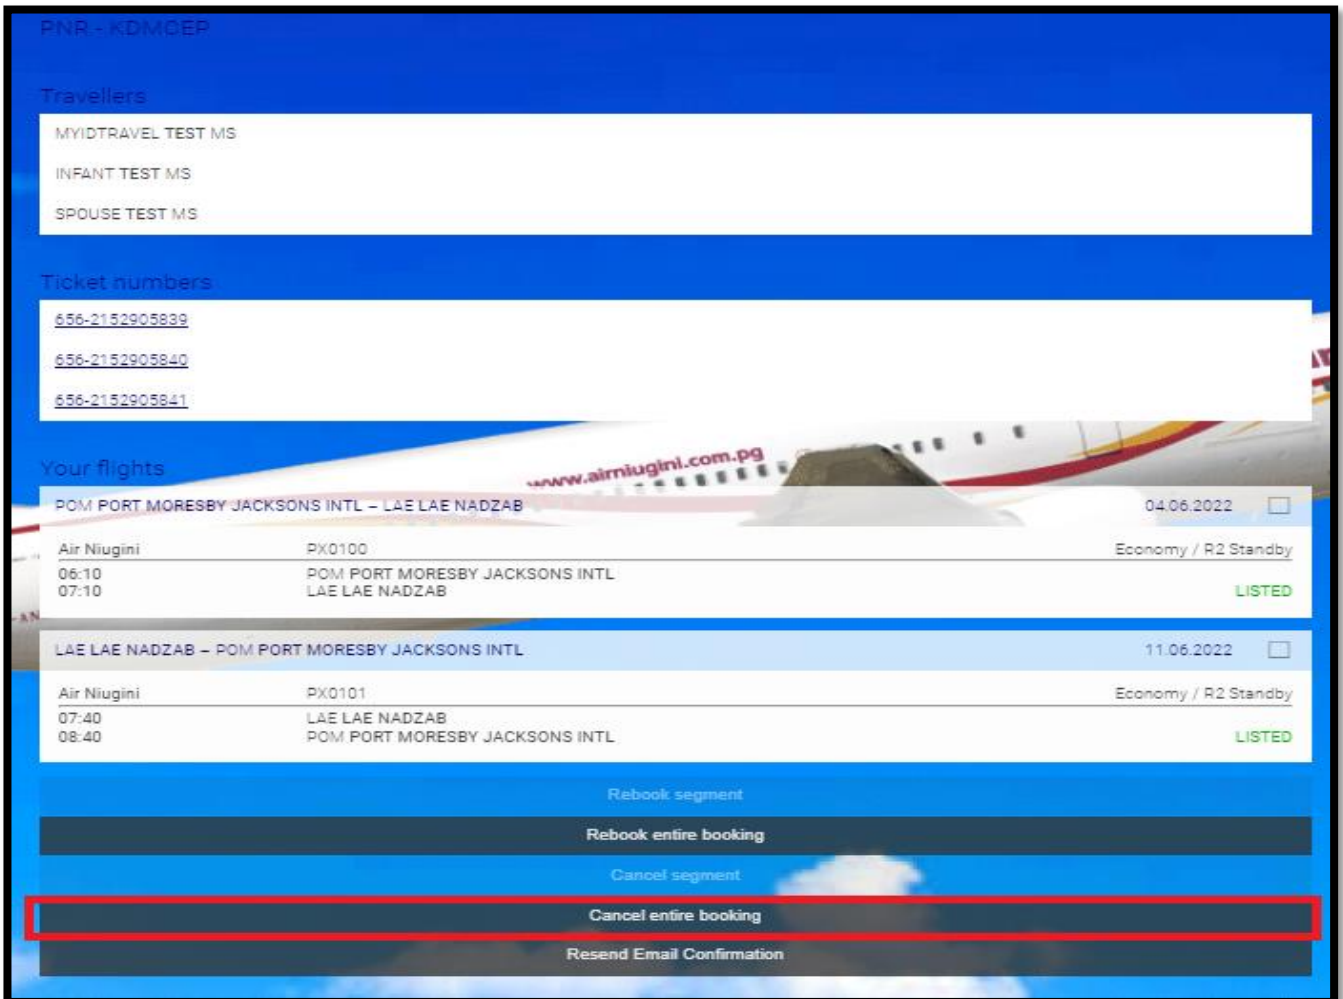 PNR - KDMCEP
Travellers
MYIDTRAVEL TEST MS
INFANT TEST MS
SPOUSE TEST MS
Ticket numbers
656-2152905839
656-2152905840
656-2152905841
www.airniugini.com.pg
Your flights
POM PORT MORESBY JACKSONS INTL – LAE LAE NADZAB 04.06.2022
Air Niugini PX0100 Economy / R2 Standby
06:10 POM PORT MORESBY JACKSONS INTL
07:10 LAE LAE NADZAB LISTED
LAE LAE NADZAB – POM PORT MORESBY JACKSONS INTL 11.06.2022
Air Niugini PX0101 Economy / R2 Standby
07:40 LAE LAE NADZAB
08:40 POM PORT MORESBY JACKSONS INTL LISTED
Rebook segment
Rebook entire booking
Cancel segment
Cancel entire booking
Resend Email Confirmation